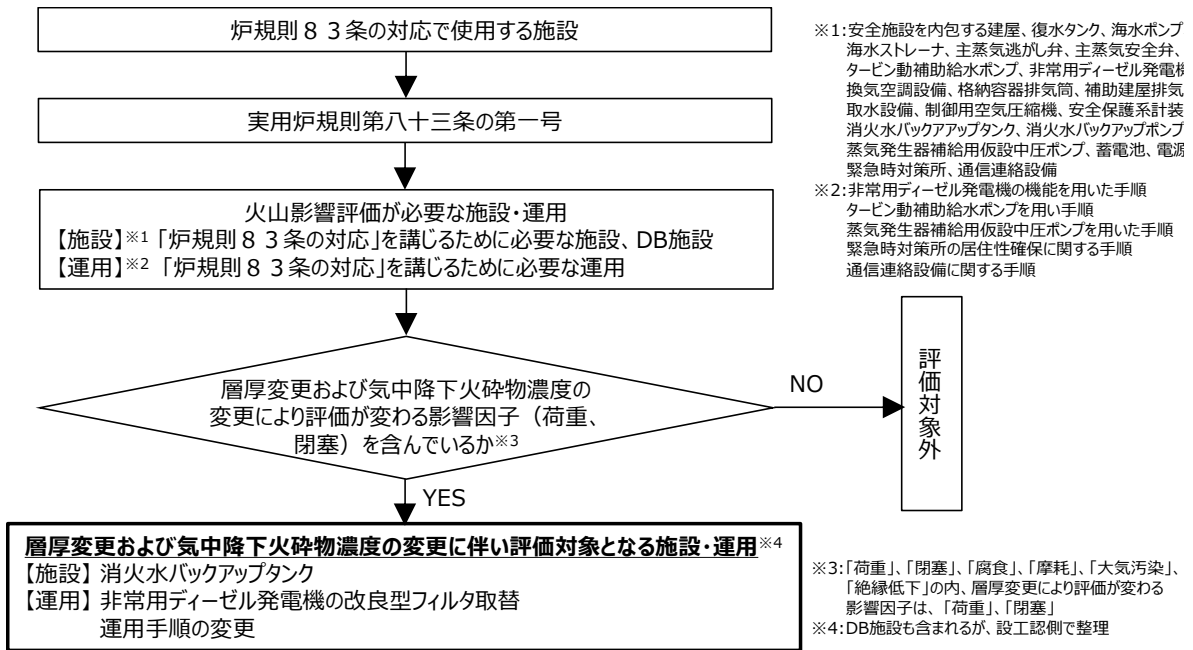 炉規則８３条の対応で使用する施設
実用炉規則第八十三条の第一号
火山影響評価が必要な施設・運用
【施設】※1 「炉規則８３条の対応」を講じるために必要な施設、DB施設
【運用】※2 「炉規則８３条の対応」を講じるために必要な運用
層厚変更および気中降下火砕物濃度の
変更により評価が変わる影響因子（荷重、
閉塞）を含んでいるか※3
NO
評価対象外
YES
層厚変更および気中降下火砕物濃度の変更に伴い評価対象となる施設・運用※4
【施設】 消火水バックアップタンク
【運用】 非常用ディーゼル発電機の改良型フィルタ取替
運用手順の変更
※1:安全施設を内包する建屋、復水タンク、海水ポンプ
海水ストレーナ、主蒸気逃がし弁、主蒸気安全弁、
タービン動補助給水ポンプ、非常用ディーゼル発電機
換気空調設備、格納容器排気筒、補助建屋排気
取水設備、制御用空気圧縮機、安全保護系計装
消火水バックアアップタンク、消火水バックアップポンプ
蒸気発生器補給用仮設中圧ポンプ、蓄電池、電源
緊急時対策所、通信連絡設備
※2:非常用ディーゼル発電機の機能を用いた手順
タービン動補助給水ポンプを用い手順
蒸気発生器補給用仮設中圧ポンプを用いた手順
緊急時対策所の居住性確保に関する手順
通信連絡設備に関する手順
※3:「荷重」、「閉塞」、「腐食」、「摩耗」、「大気汚染」、
「絶縁低下」の内、層厚変更により評価が変わる
影響因子は、「荷重」、「閉塞」
※4:DB施設も含まれるが、設工認側で整理